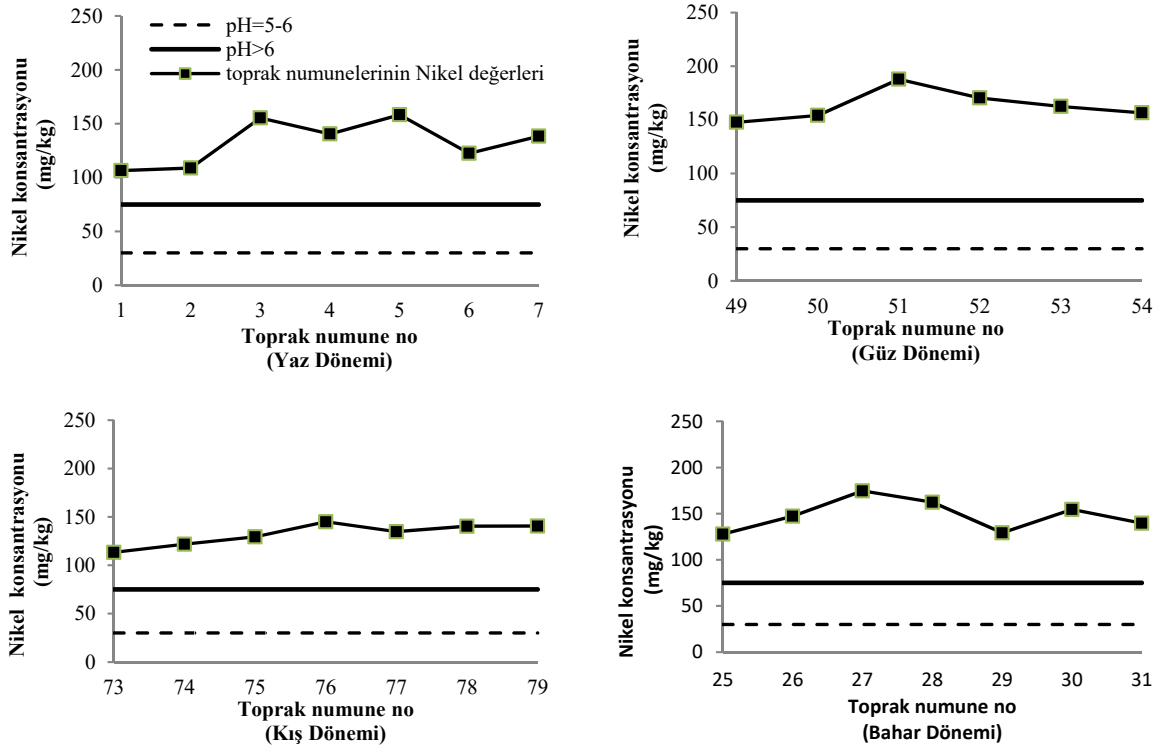 250
200
150
100
50
0
Nikel konsantrasyonu
(mg/kg)
pH=5-6
pH>6
toprak numunelerinin Nikel değerleri
1 2 3 4 5 6 7
Toprak numune no
(Yaz Dönemi)
250
200
150
100
50
0
Nikel konsantrasyonu
(mg/kg)
49 50 51 52 53 54
Toprak numune no
(Güz Dönemi)
250
200
150
100
50
0
Nikel konsantrasyonu
(mg/kg)
73 74 75 76 77 78 79
Toprak numune no
(Kış Dönemi)
250
200
150
100
50
0
Nikel konsantrasyonu
(mg/kg)
25 26 27 28 29 30 31
Toprak numune no
(Bahar Dönemi)